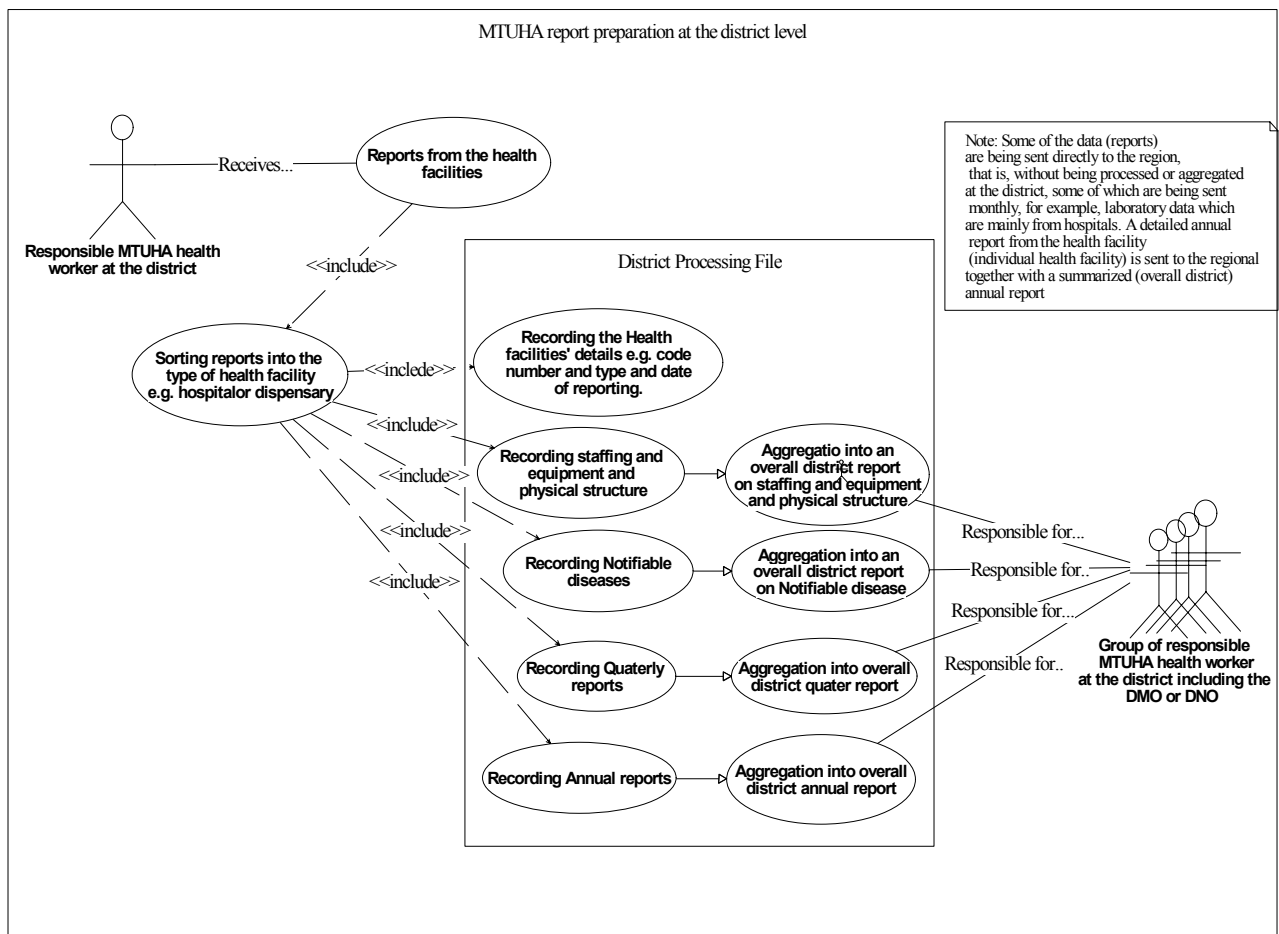 MTUHA report preparation at the district level
Receives...
Reports from the health
facilities
Responsible MTUHA health
worker at the district
Note: Some of the data (reports)
are being sent directly to the region,
that is, without being processed or aggregated
at the district, some of which are being sent
monthly, for example, laboratory data which
are mainly from hospitals. A detailed annual
report from the health facility
(individual health facility) is sent to the regional
together with a summarized (overall district)
annual report
<<include>>
District Processing File
Sorting reports into the
type of health facility
e.g. hospitalor dispensary
<<inclede>>
Recording the Health
facilities' details e.g. code
number and type and date
of reporting.
<<include>>
Recording staffing and
equipment and
physical structure
Aggregatio into an
overall district report
on staffing and equipment
and physical structure
Responsible for...
<<include>>
Recording Notifiable
diseases
Aggregation into an
overall district report
on Notifiable disease
Responsible for..
<<include>>
Recording Quaterly
reports
Aggregation into overall
district quater report
Responsible for...
<<include>>
Recording Annual reports
Aggregation into overall
district annual report
Responsible for..
Group of responsible
MTUHA health worker
at the district including the
DMO or DNO